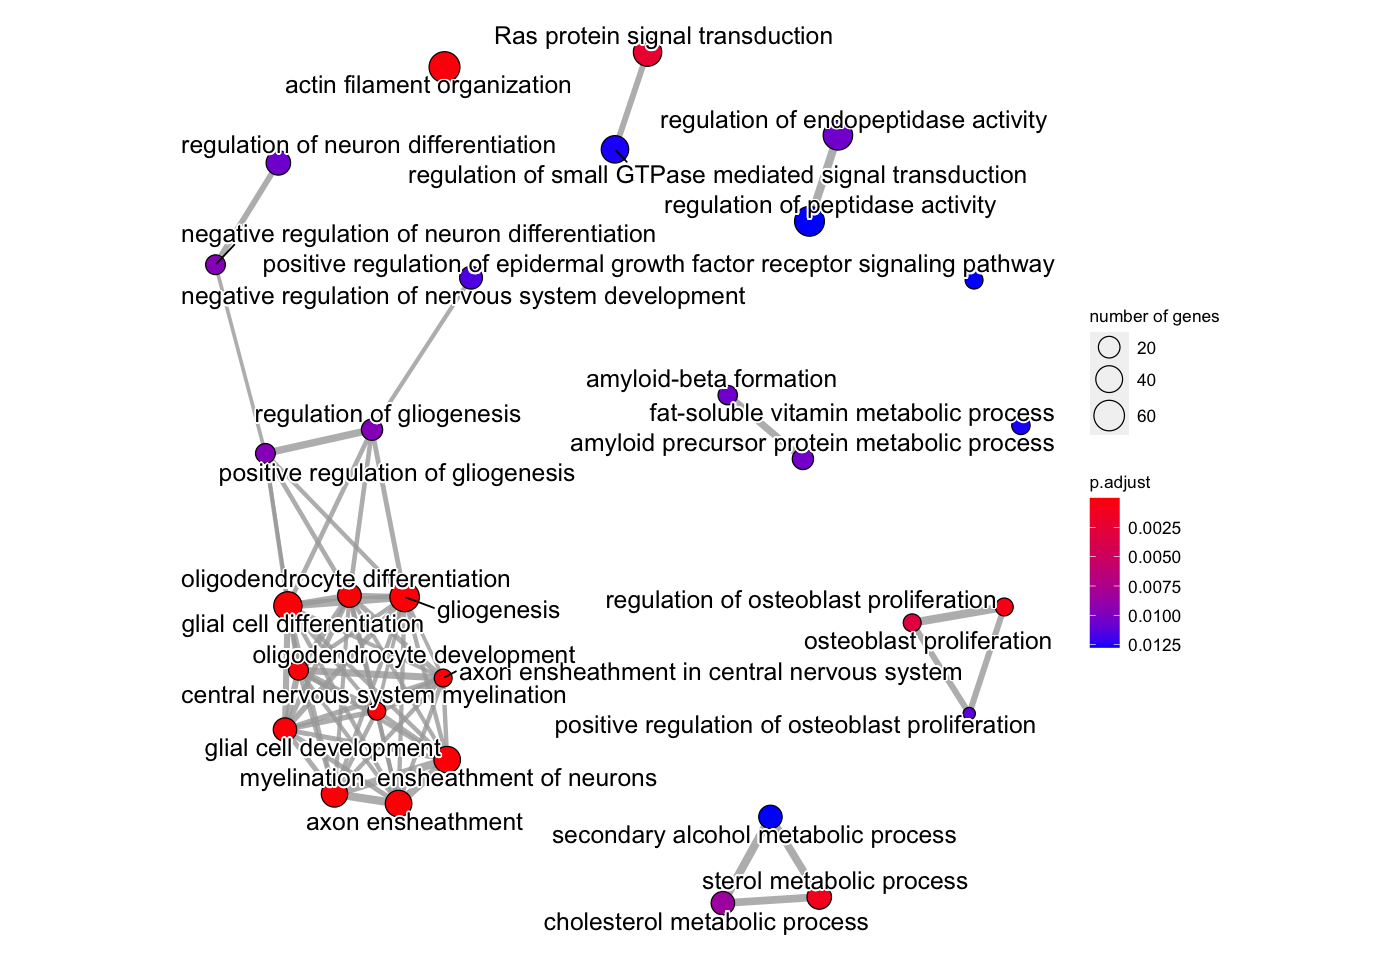 Ras protein signal transduction
actin filament organization
regulation of endopeptidase activity
regulation of neuron differentiation
regulation of small GTPase mediated signal transduction
regulation of peptidase activity
negative regulation of neuron differentiation
positive regulation of epidermal growth factor receptor signaling pathway
negative regulation of nervous system development
number of genes
20
40
60
amyloid-beta formation
regulation of gliogenesis
fat-soluble vitamin metabolic process
amyloid precursor protein metabolic process
positive regulation of gliogenesis
p.adjust
0.0025
0.0050
0.0075
0.0100
0.0125
oligodendrocyte differentiation
gliogenesis
regulation of osteoblast proliferation
glial cell differentiation
osteoblast proliferation
oligodendrocyte development
axon ensheathment in central nervous system
central nervous system myelination
positive regulation of osteoblast proliferation
glial cell development
myelination
ensheathment of neurons
axon ensheathment
secondary alcohol metabolic process
sterol metabolic process
cholesterol metabolic process